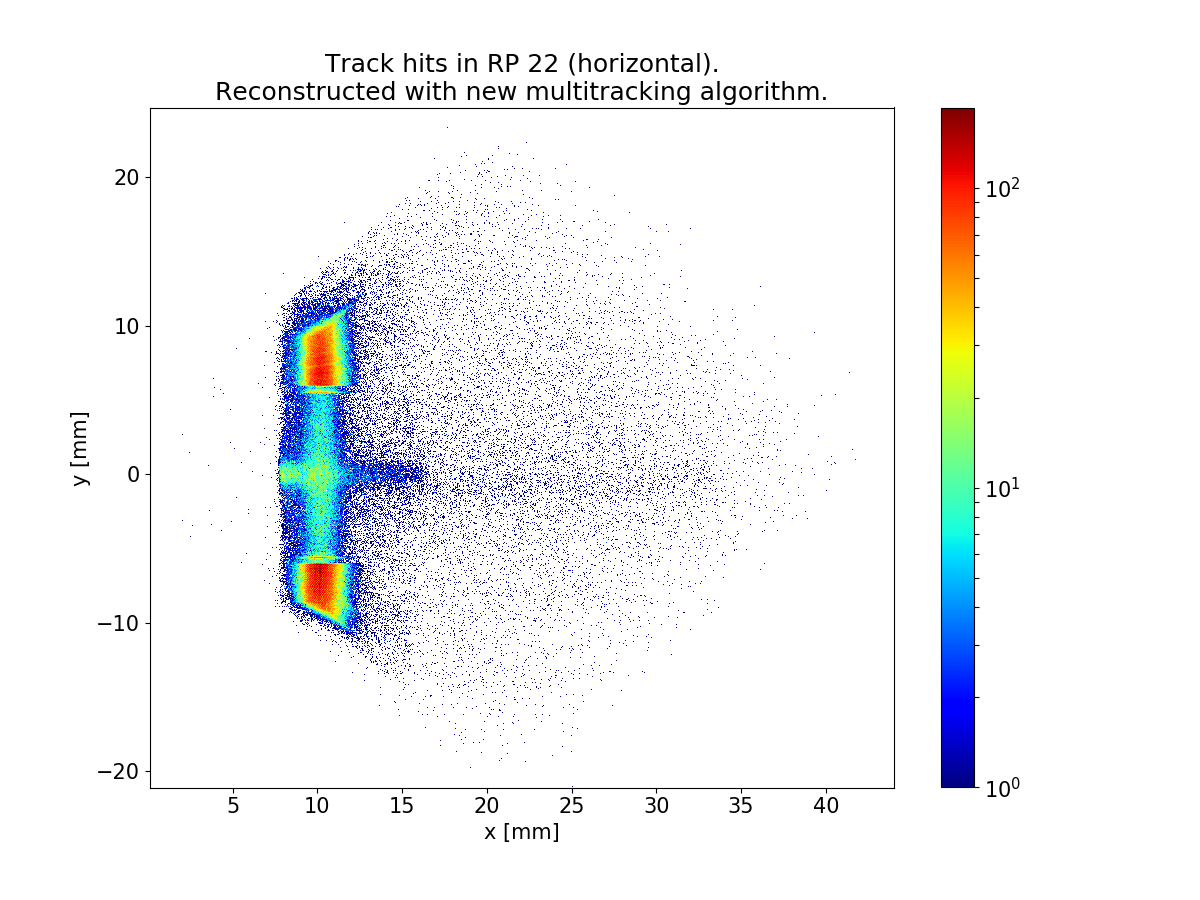 Track hits in RP 22 (horizontal).
Reconstructed with new multitracking algorithm.
20
10
0
−10
−20
y [mm]
5 10 15 20 25 30 35 40
x [mm]
10²
10¹
10⁰